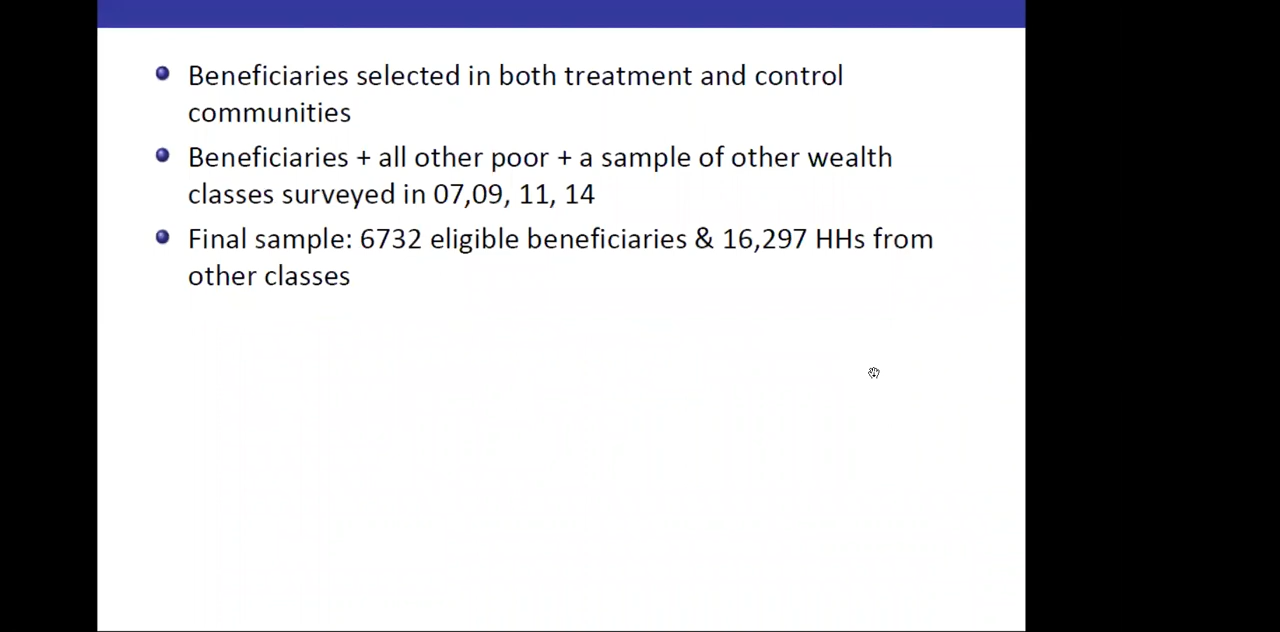 Beneficiaries selected in both treatment and control
communities
Beneficiaries + all other poor + a sample of other wealth
classes surveyed in 07,09, 11, 14
Final sample: 6732 eligible beneficiaries & 16,297 HHs from
other classes